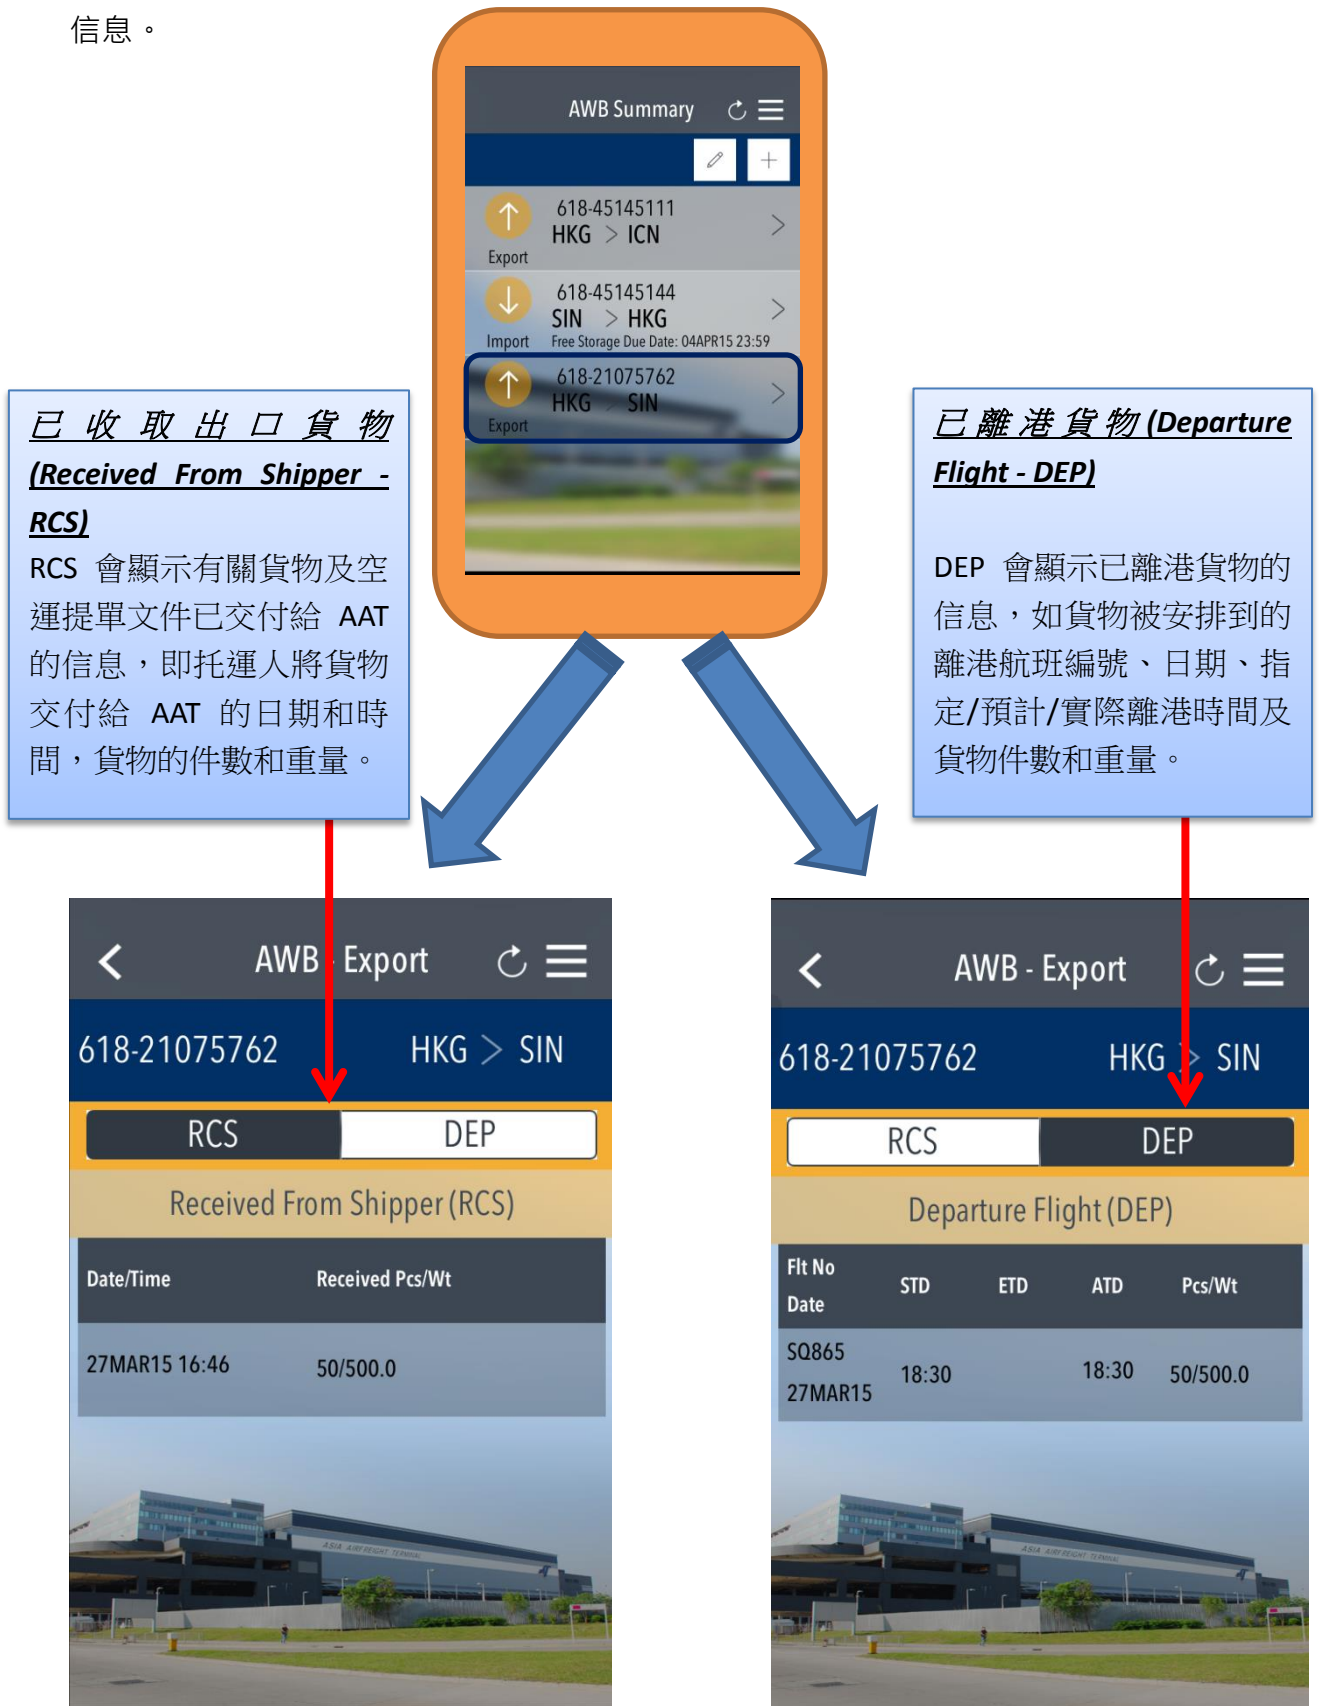 信息。
AWB Summary
618-45145111
HKG > ICN
Export
618-45145144
SIN > HKG
Import
Free Storage Due Date: 04APR15 23:59
618-21075762
HKG > SIN
Export
已收取出口貨物
(Received From Shipper -
RCS)
RCS 會顯示有關貨物及空
運提單文件已交付給 AAT
的信息，即托運人將貨物
交付給 AAT 的日期和時
間，貨物的件數和重量。
已離港貨物(Departure
Flight - DEP)
DEP 會顯示已離港貨物的
信息，如貨物被安排到的
離港航班編號、日期、指
定/預計/實際離港時間及
貨物件數和重量。
AWB - Export
618-21075762 HKG > SIN
RCS DEP
Received From Shipper (RCS)
Date/Time Received Pcs/Wt
27MAR15 16:46 50/500.0
ASIA AIRFREIGHT TERMINAL
AWB - Export
618-21075762 HKG > SIN
RCS DEP
Departure Flight (DEP)
Flt No
Date STD ETD ATD Pcs/Wt
SQ865
27MAR15 18:30 18:30 50/500.0
ASIA AIRFREIGHT TERMINAL